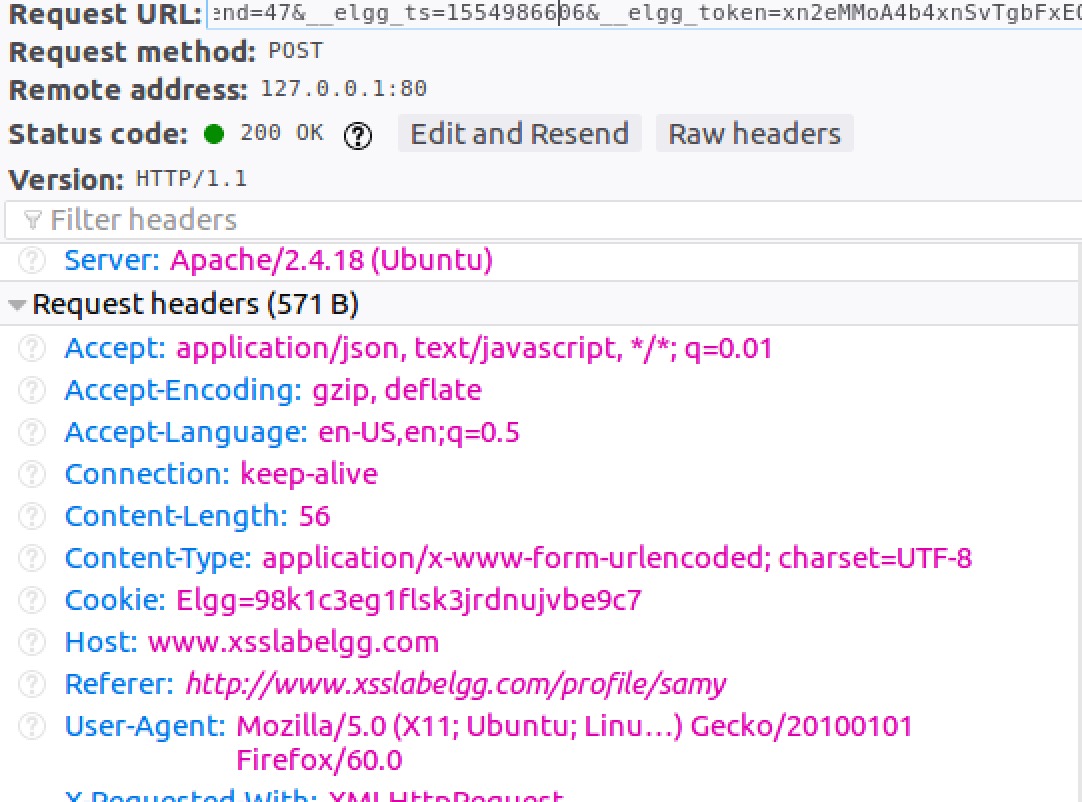 Request URL: end=47&__elgg_ts=1554986606&__elgg_token=xn2eMMoA4b4xnSvTgbFxEC
Request method: POST
Remote address: 127.0.0.1:80
Status code: 200 OK ? Edit and Resend Raw headers
Version: HTTP/1.1
Filter headers
? Server: Apache/2.4.18 (Ubuntu)
Request headers (571 B)
? Accept: application/json, text/javascript, */*; q=0.01
? Accept-Encoding: gzip, deflate
? Accept-Language: en-US,en;q=0.5
? Connection: keep-alive
? Content-Length: 56
? Content-Type: application/x-www-form-urlencoded; charset=UTF-8
? Cookie: Elgg=98k1c3eg1flsk3jrdnujvbe9c7
? Host: www.xsslabelgg.com
? Referer: http://www.xsslabelgg.com/profile/samy
? User-Agent: Mozilla/5.0 (X11; Ubuntu; Linu…) Gecko/20100101
Firefox/60.0
X-Requested-With: XMLHttpRequest